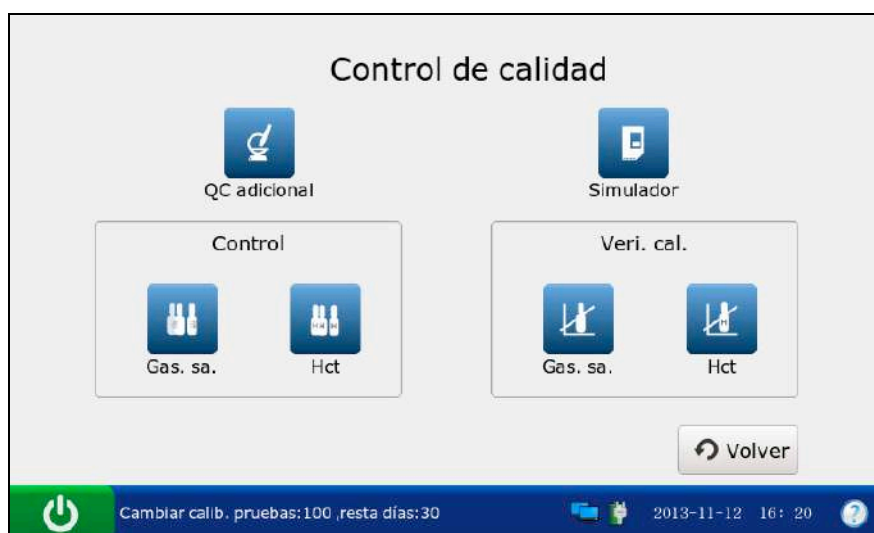 Control de calidad
QC adicional
Simulador
Control
Veri. cal.
Gas. sa.
Hct
Gas. sa.
Hct
Volver
Cambiar calib. pruebas:100 ,resta días:30
2013-11-12 16: 20